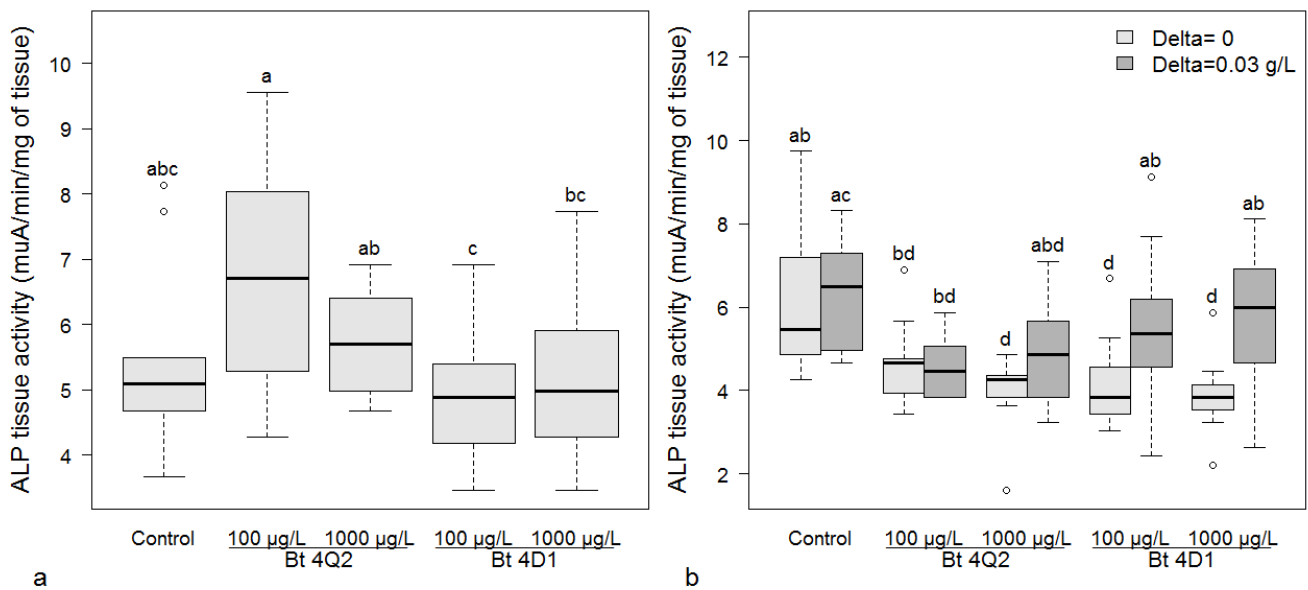 ALP tissue activity (muA/min/mg of tissue)
10
9
8
7
6
5
4
abc
a
ab
c
bc
Control
100 µg/L
1000 µg/L
100 µg/L
1000 µg/L
Bt 4Q2
Bt 4D1
a
ALP tissue activity (muA/min/mg of tissue)
12
10
8
6
4
2
Delta= 0
Delta=0.03 g/L
ab
ac
bd
bd
d
abd
d
ab
d
ab
Control
100 µg/L
1000 µg/L
100 µg/L
1000 µg/L
Bt 4Q2
Bt 4D1
b